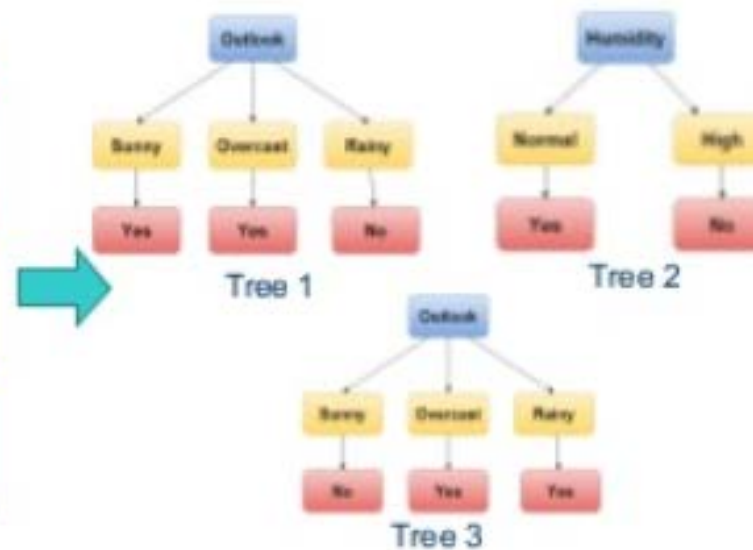 Outlook
Sunny Overcast Rainy
Yes Yes No
Tree 1
Humidity
Normal High
Yes No
Tree 2
Outlook
Sunny Overcast Rainy
No Yes Yes
Tree 3